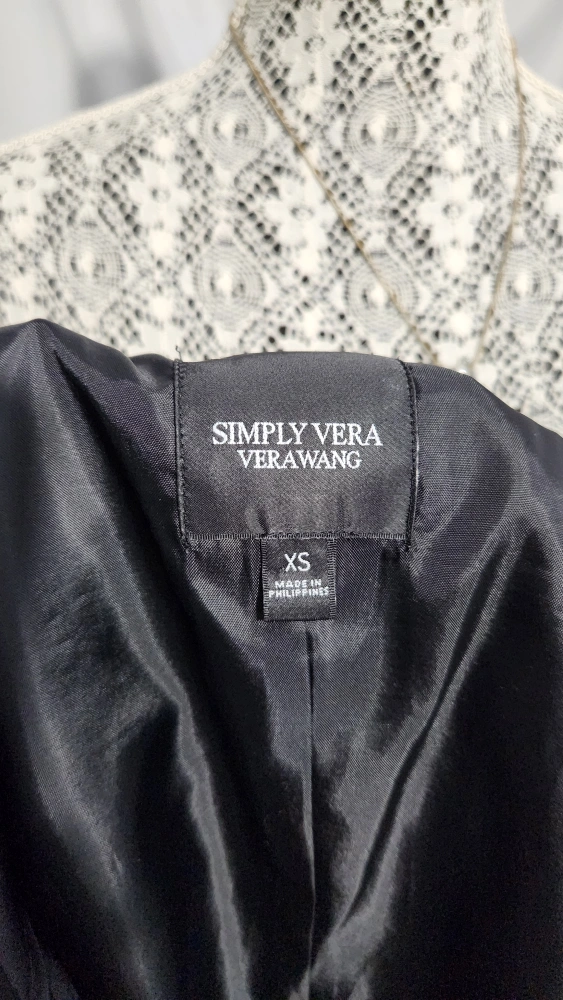 SIMPLY VERA
VERAWANG
XS
MADE IN
PHILIPPINES